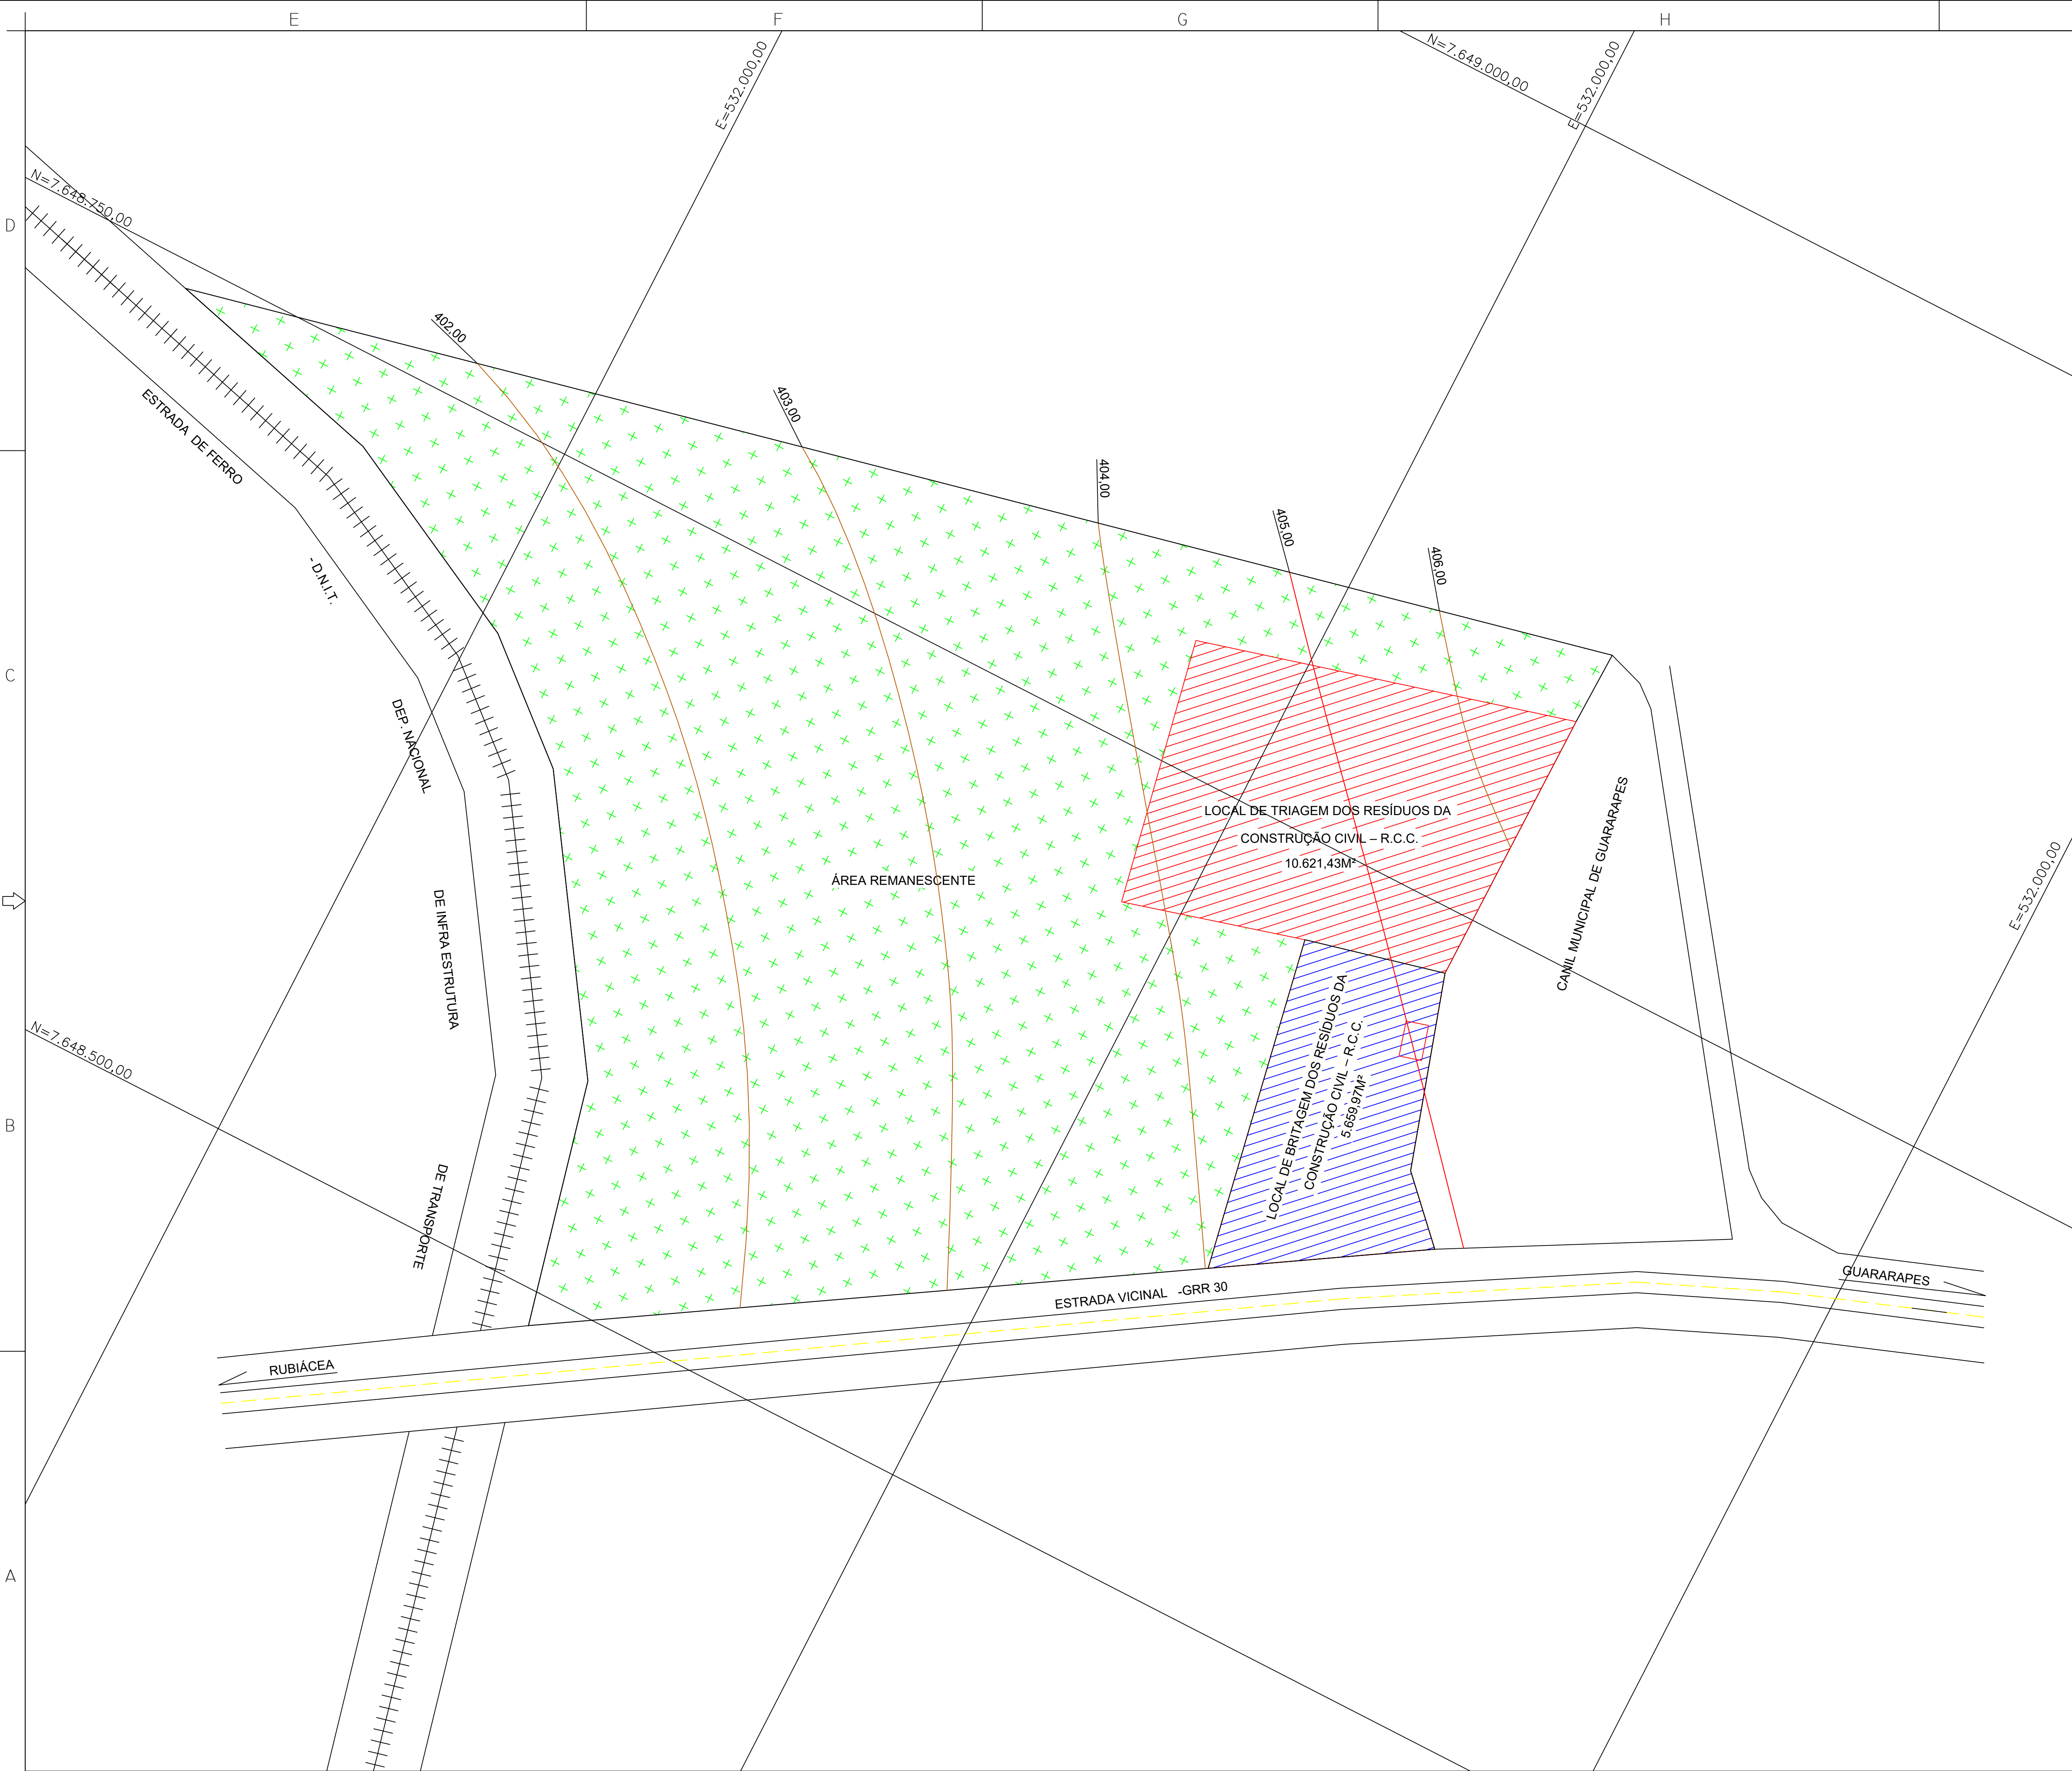 E
F
G
H
E=532.000,00
N=7.649.000,00
E=532.000,00
N=7.648.750,00
D
402,00
403,00
ESTRADA DE FERRO
404,00
405,00
406,00
- D.N.I.T.
C
DEP. NACIONAL
LOCAL DE TRIAGEM DOS RESÍDUOS DA
CONSTRUÇÃO CIVIL – R.C.C.
10.621,43M²
CANIL MUNICIPAL DE GUARARAPES
ÁREA REMANESCENTE
E=532.000,00
DE INFRA ESTRUTURA
N=7.648.500,00
LOCAL DE BRITAGEM DOS RESÍDUOS DA
CONSTRUÇÃO CIVIL – R.C.C.
5.659,97M²
B
DE TRANSPORTE
GUARARAPES
ESTRADA VICINAL -GRR 30
RUBIÁCEA
A